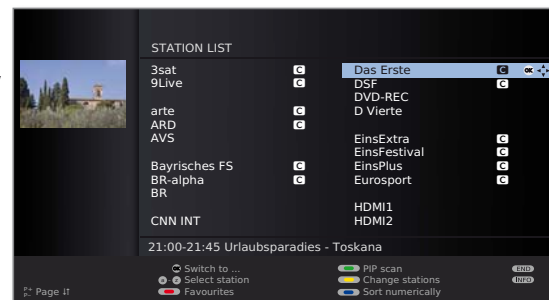 STATION LIST
3sat C
9Live C
arte C
ARD C
AVS
Bayrisches FS C
BR-alpha C
BR
CNN INT
Das Erste C OK
DSF C
DVD-REC
D Vierte
EinsExtra C
EinsFestival C
EinsPlus C
Eurosport C
HDMI1
HDMI2
21:00-21:45 Urlaubsparadies - Toskana
P+ P- Page
OK Switch to ...
Select station
Favourites
PIP scan
Change stations
Sort numerically
END
INFO